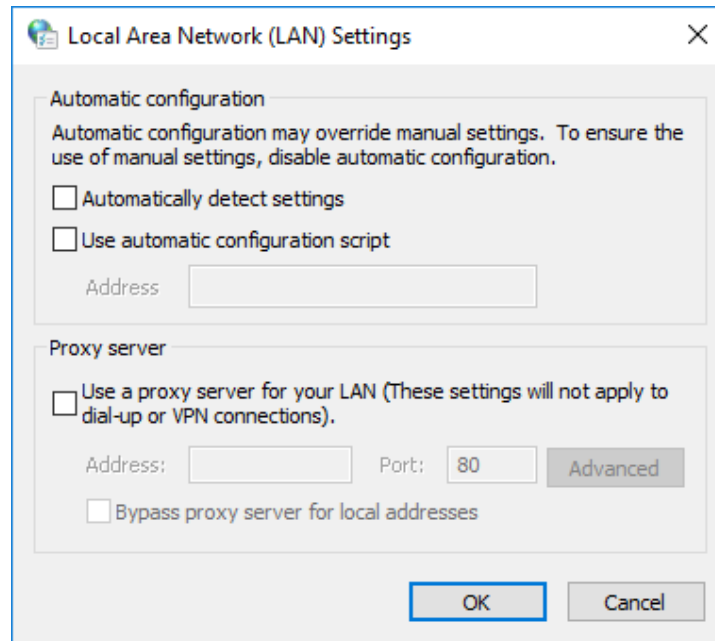 Local Area Network (LAN) Settings
Automatic configuration
Automatic configuration may override manual settings.  To ensure the
use of manual settings, disable automatic configuration.
Automatically detect settings
Use automatic configuration script
Address
Proxy server
Use a proxy server for your LAN (These settings will not apply to
dial-up or VPN connections).
Address:
Port:
80
Advanced
Bypass proxy server for local addresses
OK
Cancel